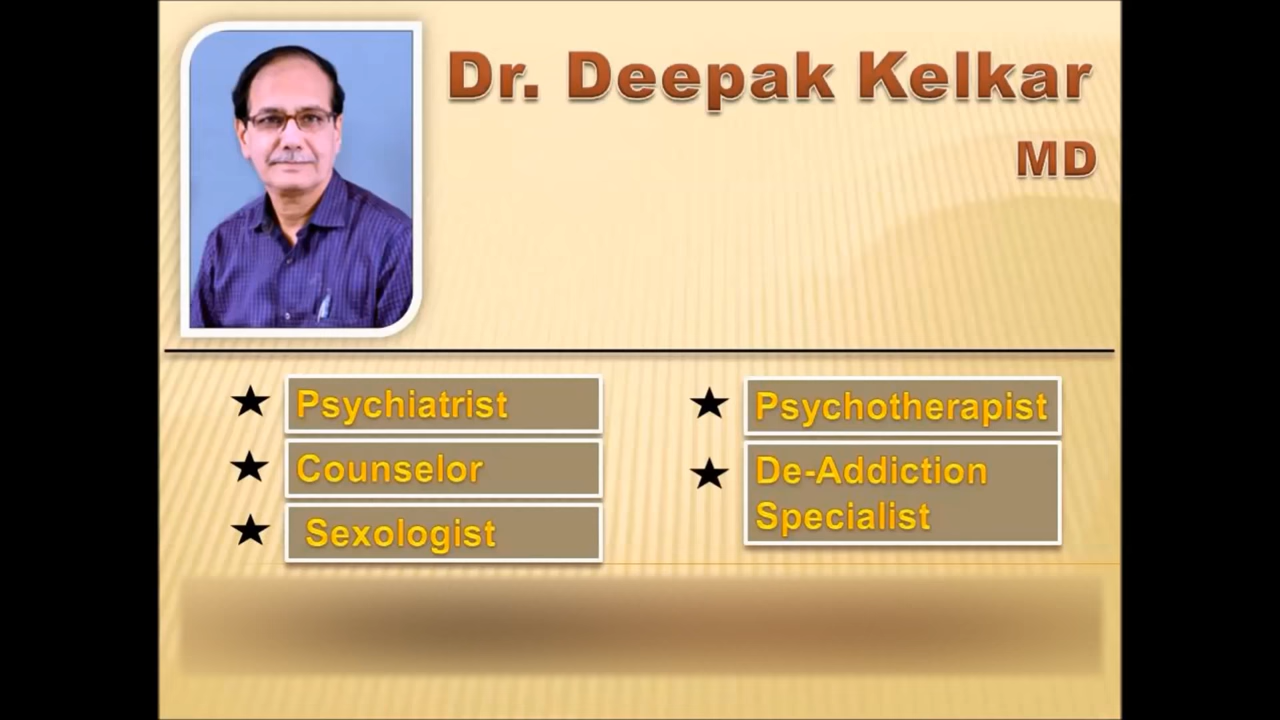 Dr. Deepak Kelkar
MD
Psychiatrist
Counselor
Sexologist
Psychotherapist
De-Addiction
Specialist